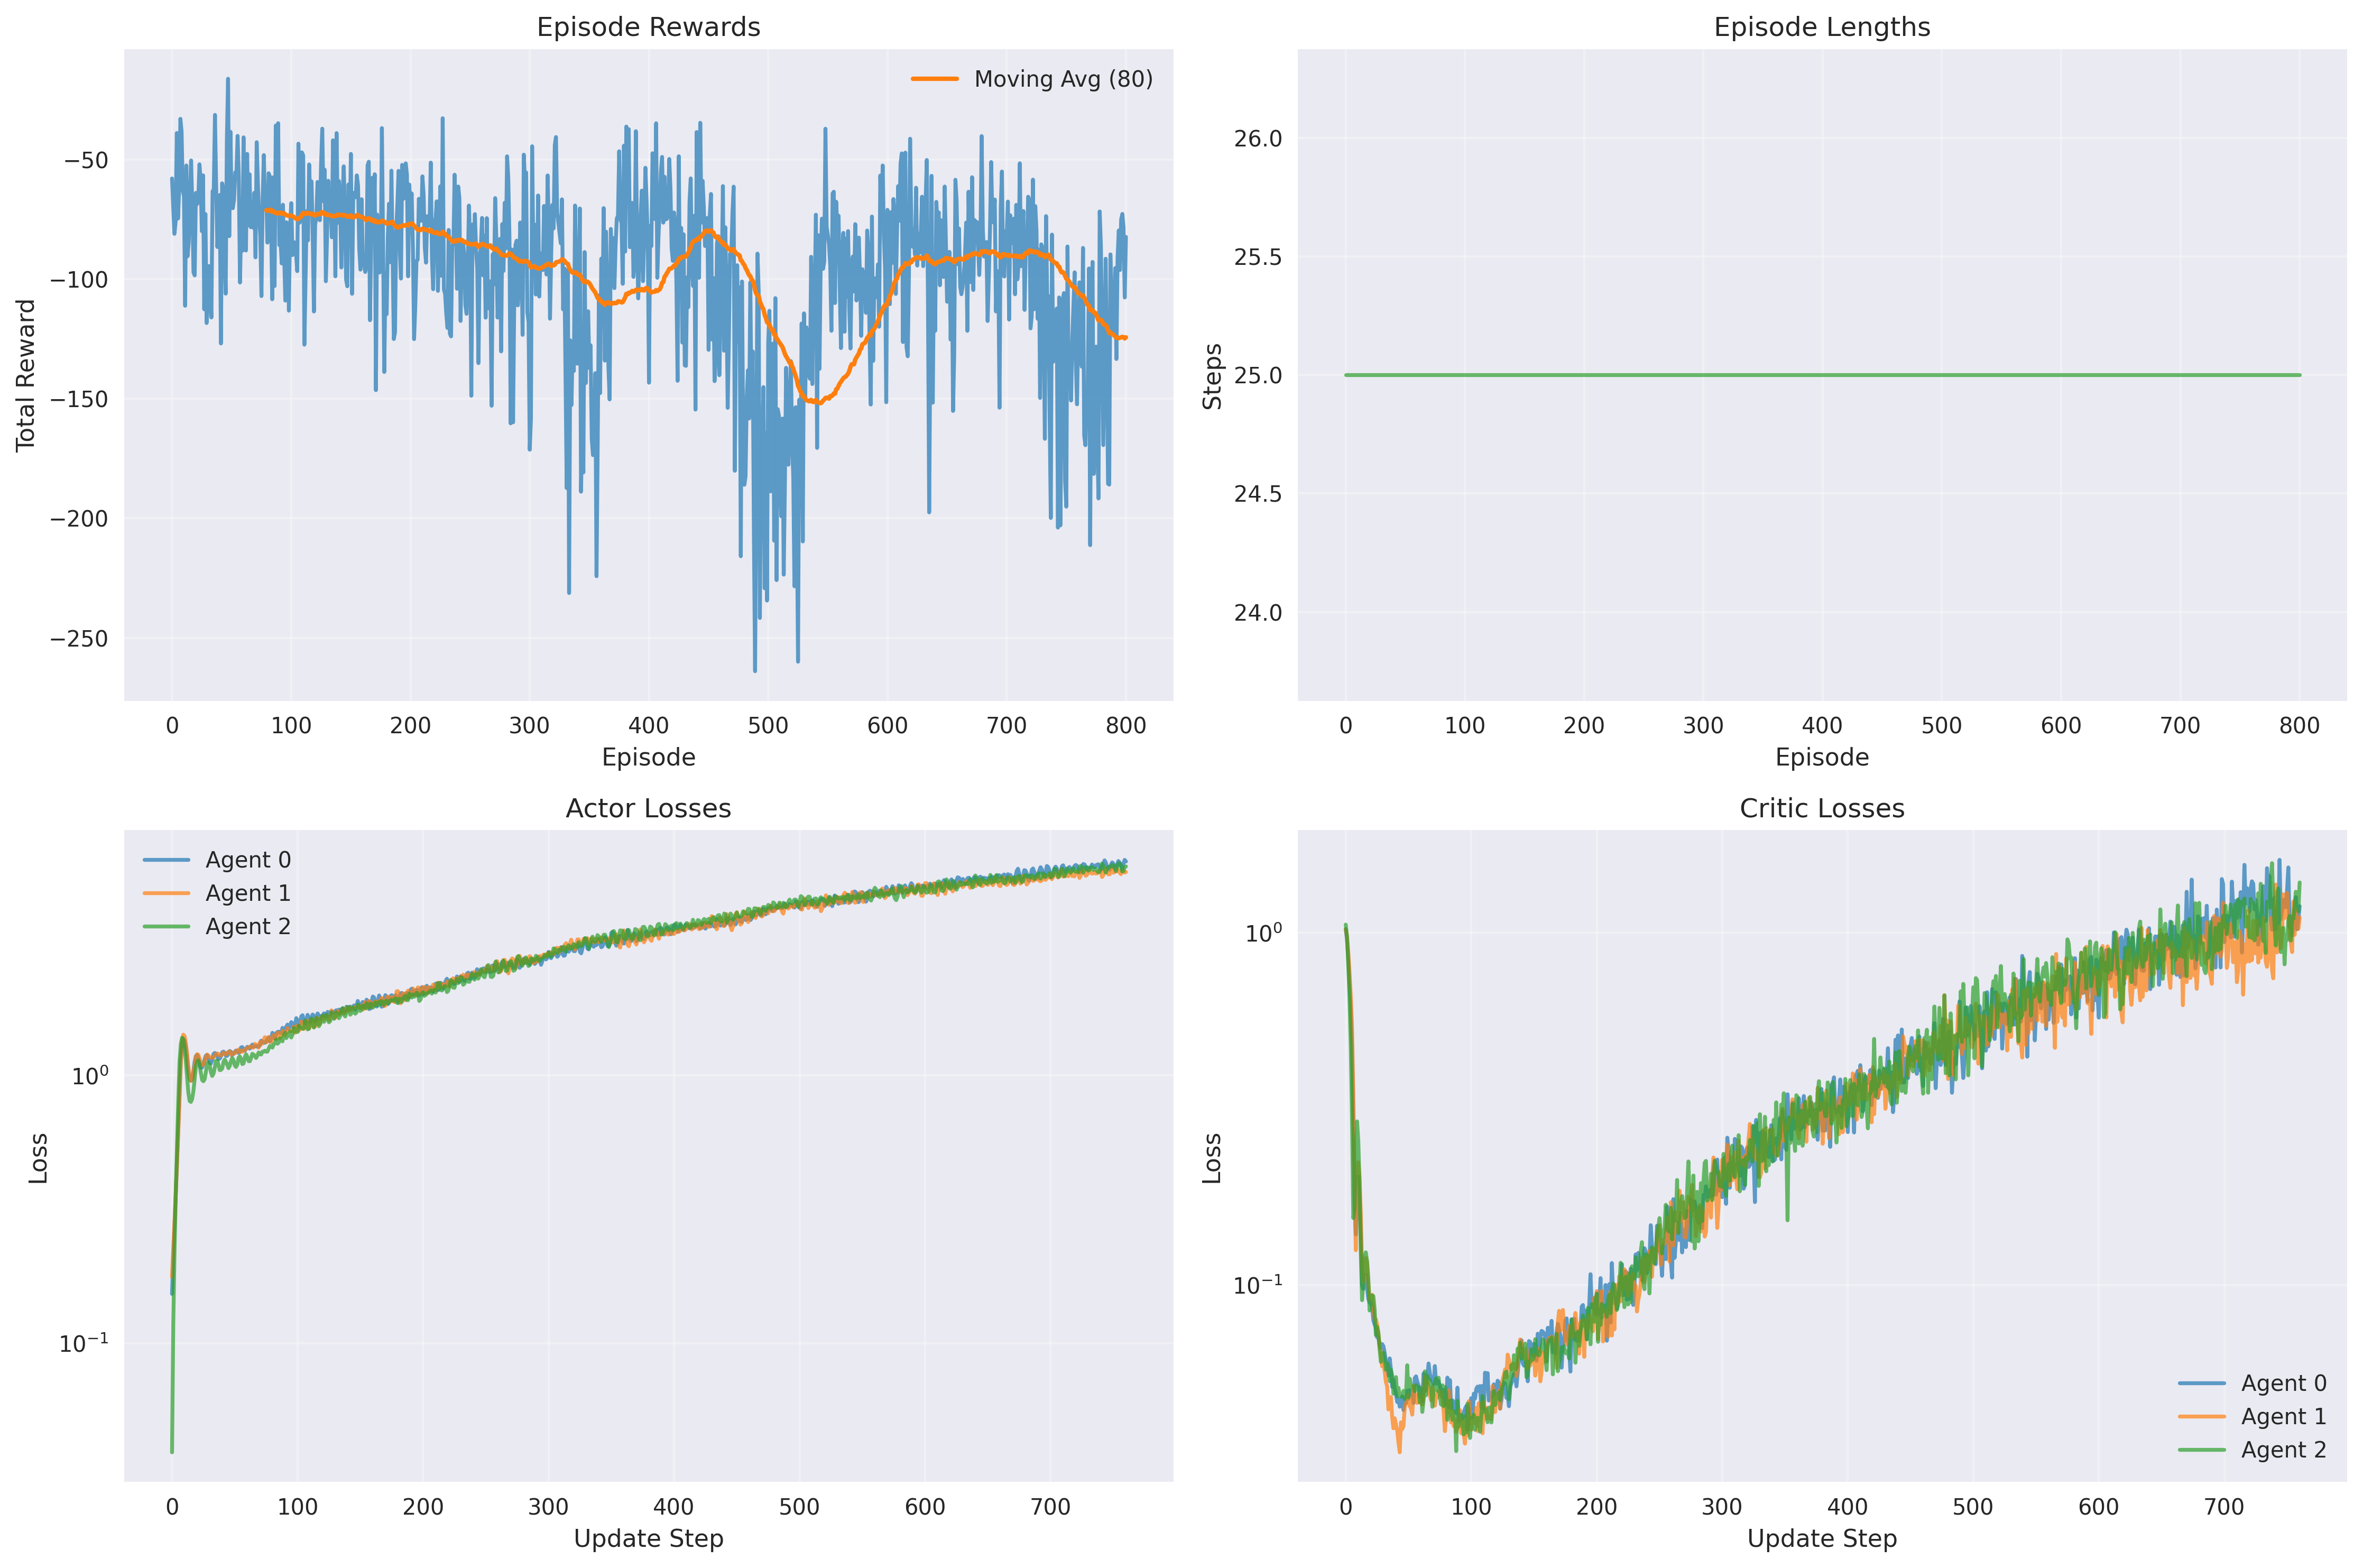 Episode Rewards
Moving Avg (80)
Total Reward
−50
−100
−150
−200
−250
0 100 200 300 400 500 600 700 800
Episode
Episode Lengths
Steps
26.0
25.5
25.0
24.5
24.0
0 100 200 300 400 500 600 700 800
Episode
Actor Losses
Agent 0
Agent 1
Agent 2
Loss
10⁰
10⁻¹
0 100 200 300 400 500 600 700
Update Step
Critic Losses
Loss
10⁰
10⁻¹
Agent 0
Agent 1
Agent 2
0 100 200 300 400 500 600 700
Update Step